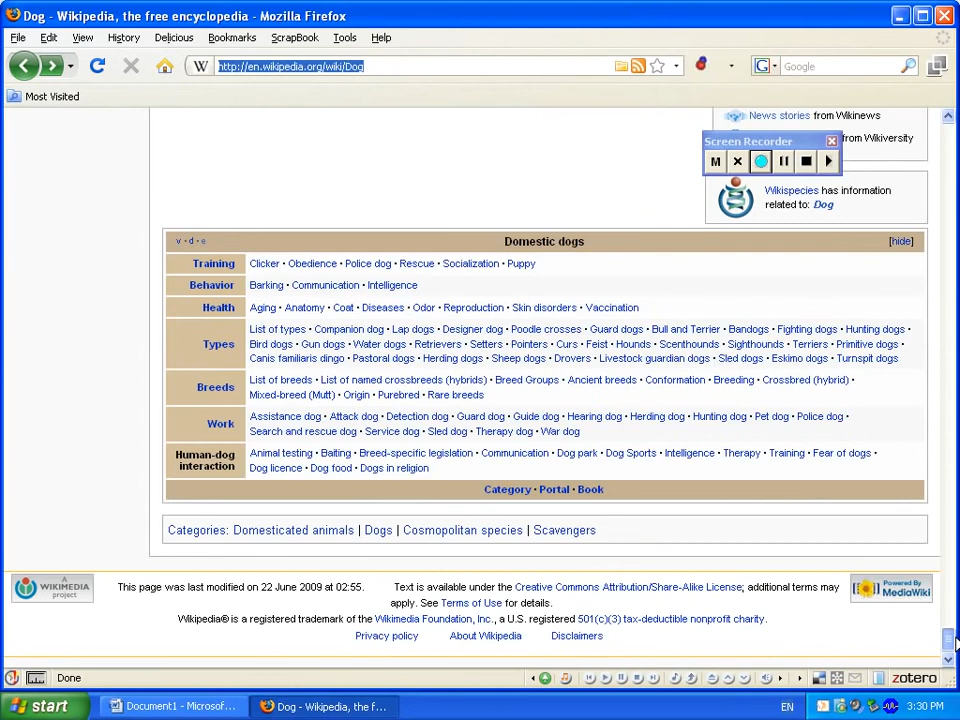 Dog - Wikipedia, the free encyclopedia - Mozilla Firefox
File Edit View History Delicious Bookmarks ScrapBook Tools Help
W http://en.wikipedia.org/wiki/Dog G Google
Most Visited
News stories from Wikinews
from Wikiversity
Screen Recorder
M
Wikispecies has information
related to: Dog
v · d · e Domestic dogs [hide]
Training Clicker · Obedience · Police dog · Rescue · Socialization · Puppy
Behavior Barking · Communication · Intelligence
Health Aging · Anatomy · Coat · Diseases · Odor · Reproduction · Skin disorders · Vaccination
List of types · Companion dog · Lap dogs · Designer dog · Poodle crosses · Guard dogs · Bull and Terrier · Bandogs · Fighting dogs · Hunting dogs ·
Types Bird dogs · Gun dogs · Water dogs · Retrievers · Setters · Pointers · Curs · Feist · Hounds · Scenthounds · Sighthounds · Terriers · Primitive dogs ·
Canis familiaris dingo · Pastoral dogs · Herding dogs · Sheep dogs · Drovers · Livestock guardian dogs · Sled dogs · Eskimo dogs · Turnspit dogs
Breeds List of breeds · List of named crossbreeds (hybrids) · Breed Groups · Ancient breeds · Conformation · Breeding · Crossbred (hybrid) ·
Mixed-breed (Mutt) · Origin · Purebred · Rare breeds
Work Assistance dog · Attack dog · Detection dog · Guard dog · Guide dog · Hearing dog · Herding dog · Hunting dog · Pet dog · Police dog ·
Search and rescue dog · Service dog · Sled dog · Therapy dog · War dog
Human-dog Animal testing · Baiting · Breed-specific legislation · Communication · Dog park · Dog Sports · Intelligence · Therapy · Training · Fear of dogs ·
interaction Dog licence · Dog food · Dogs in religion
Category · Portal · Book
Categories: Domesticated animals | Dogs | Cosmopolitan species | Scavengers
A
WIKIMEDIA
project
This page was last modified on 22 June 2009 at 02:55. Text is available under the Creative Commons Attribution/Share-Alike License; additional terms may
apply. See Terms of Use for details.
Powered By
MediaWiki
Wikipedia® is a registered trademark of the Wikimedia Foundation, Inc., a U.S. registered 501(c)(3) tax-deductible nonprofit charity.
Privacy policy About Wikipedia Disclaimers
Done zotero
start Document1 - Microsof... Dog - Wikipedia, the f... EN 3:30 PM